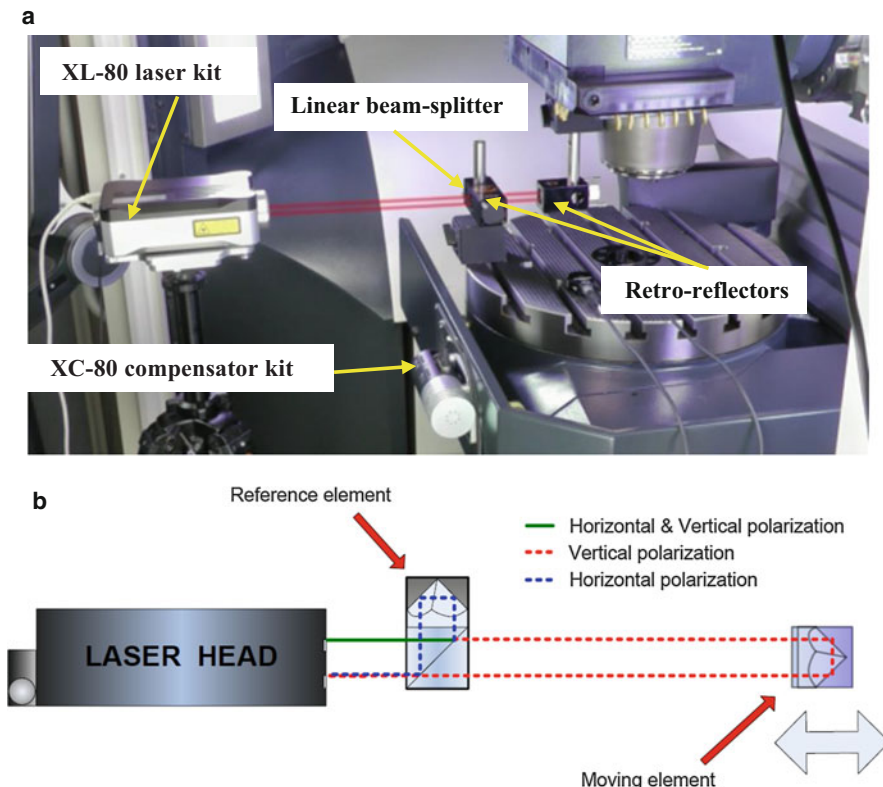 a
XL-80 laser kit
Linear beam-splitter
Retro-reflectors
XC-80 compensator kit
b
Reference element
Horizontal & Vertical polarization
Vertical polarization
Horizontal polarization
LASER HEAD
Moving element